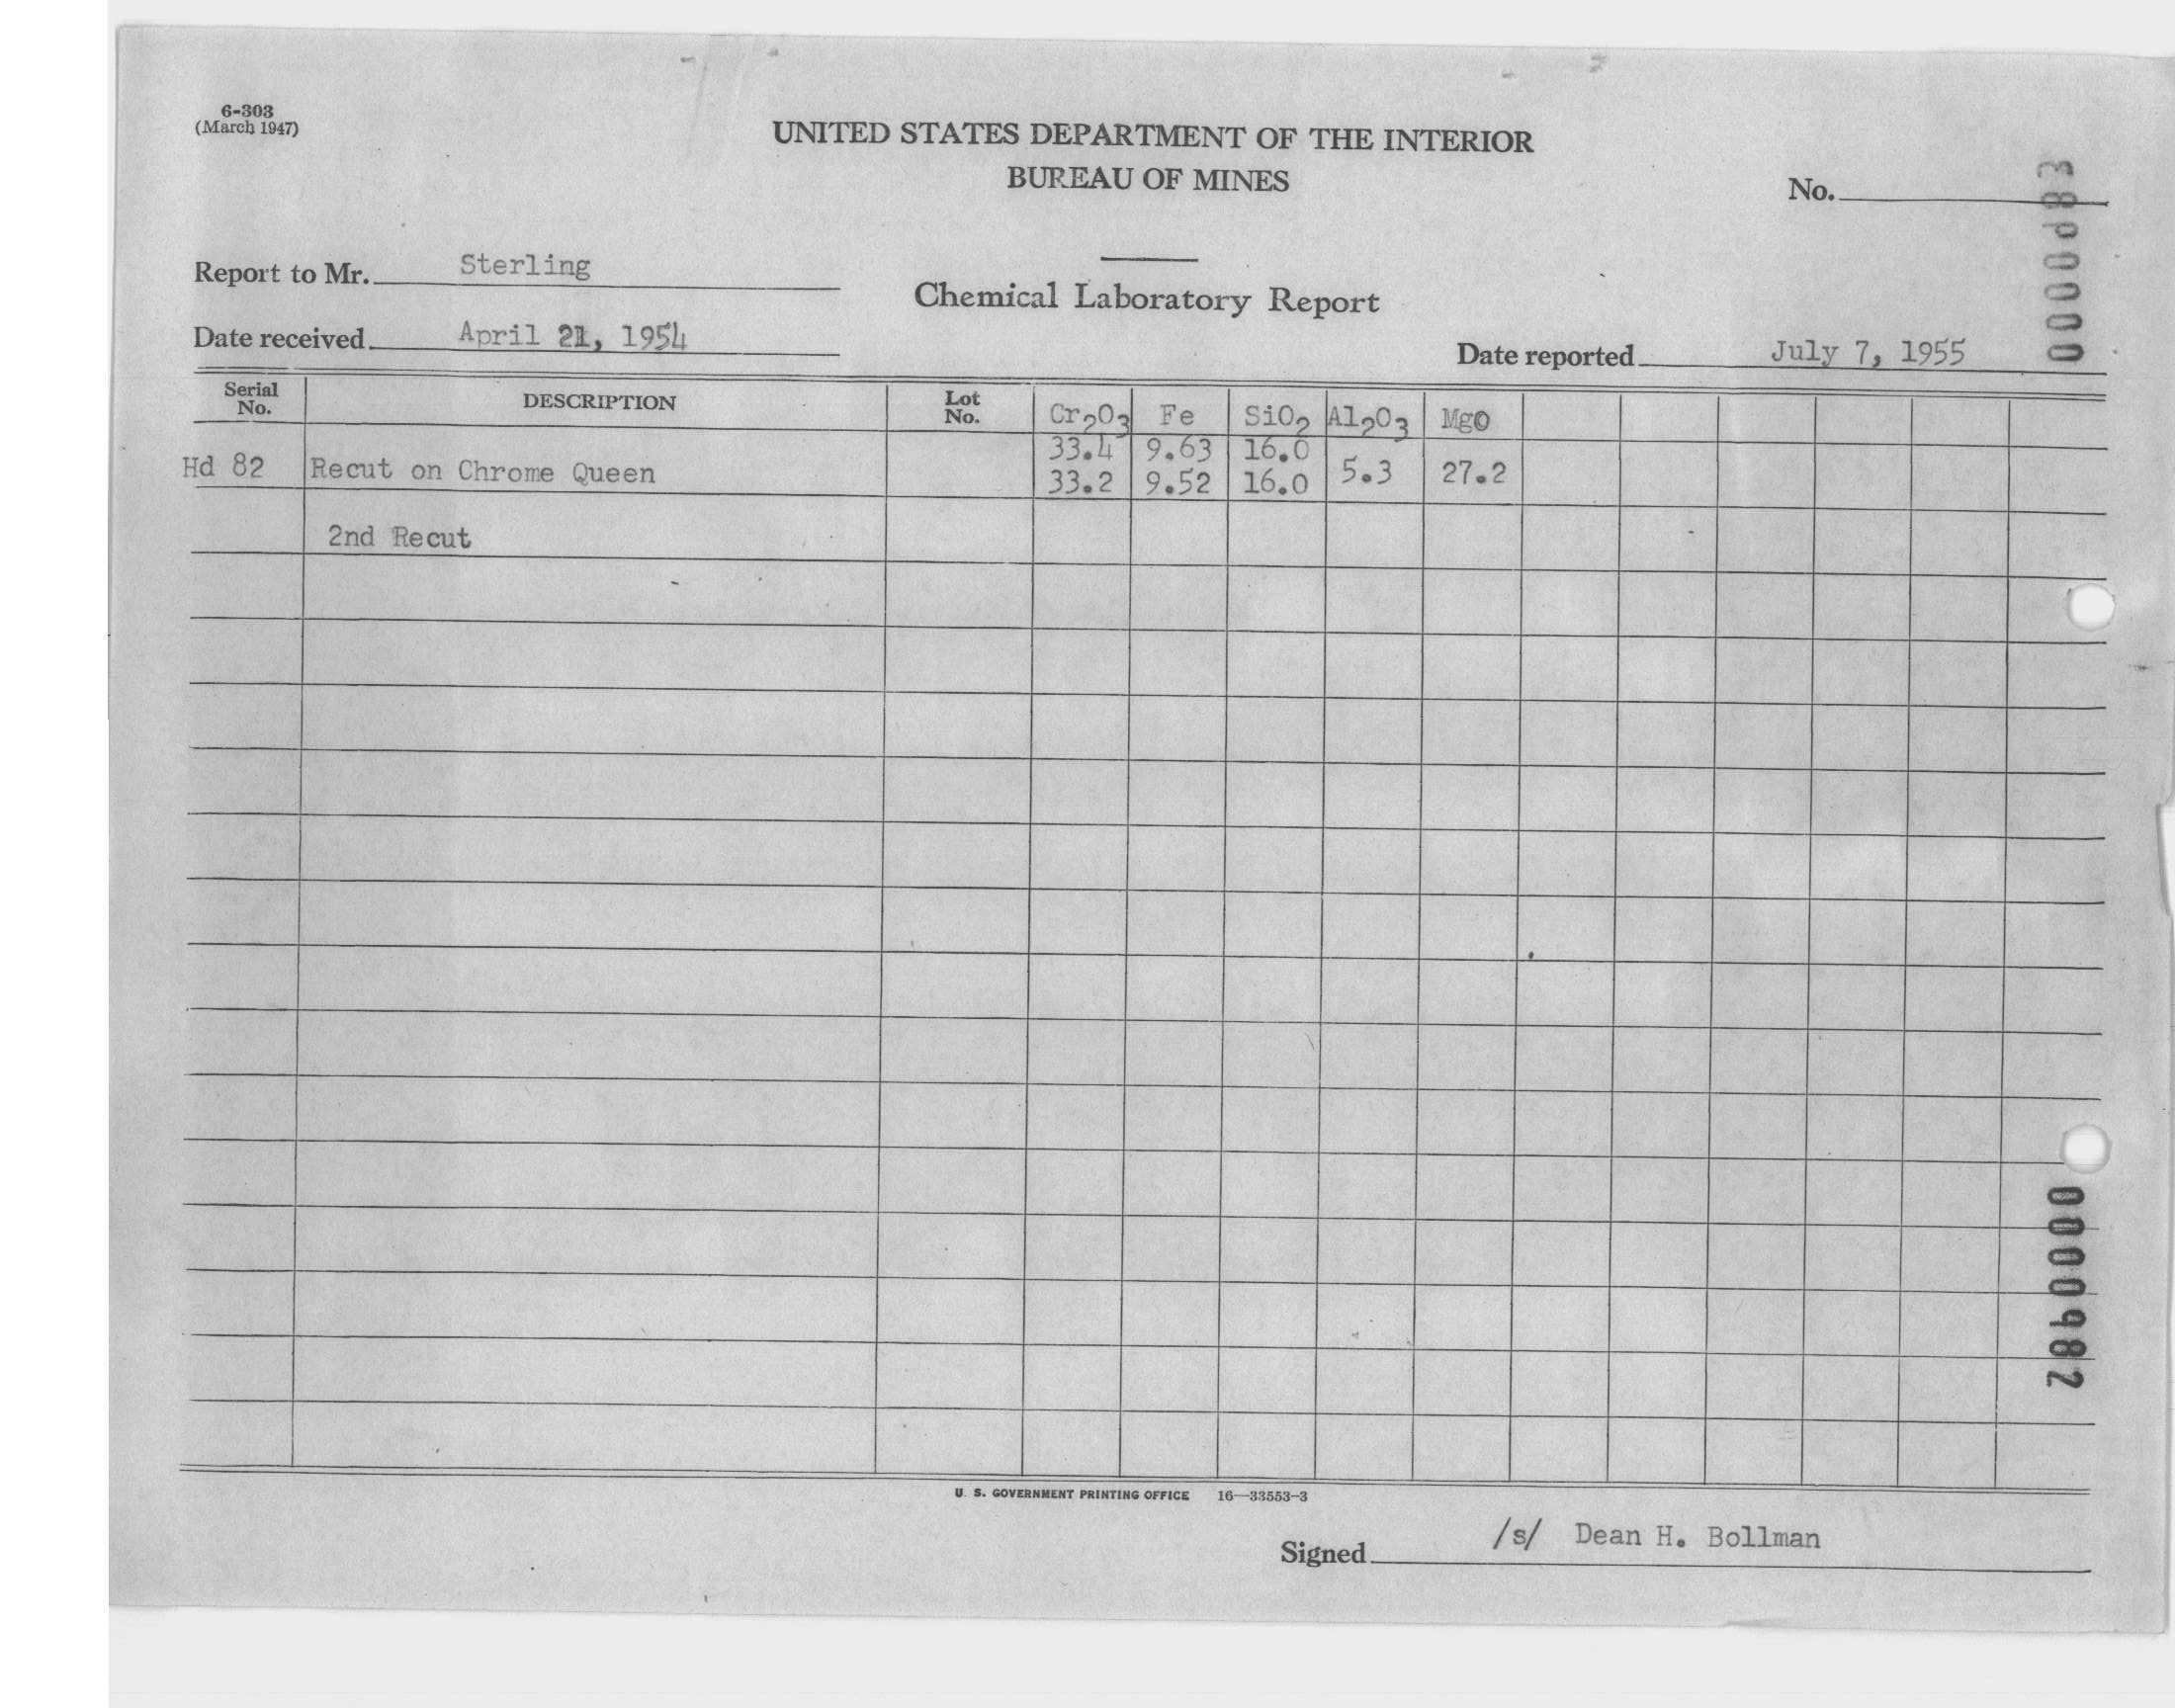 6-303
(March 1947)
UNITED STATES DEPARTMENT OF THE INTERIOR
BUREAU OF MINES
No.
Report to Mr. Sterling
Chemical Laboratory Report
Date received April 21, 1954
Date reported July 7, 1955
Serial No. DESCRIPTION Lot No. Cr2O3 Fe SiO2 Al2O3 MgO
33.4 9.63 16.0
Hd 82 Recut on Chrome Queen 5.3 27.2
33.2 9.52 16.0
2nd Recut
U. S. GOVERNMENT PRINTING OFFICE 16—33553-3
Signed /s/ Dean H. Bollman
0000983
0000982